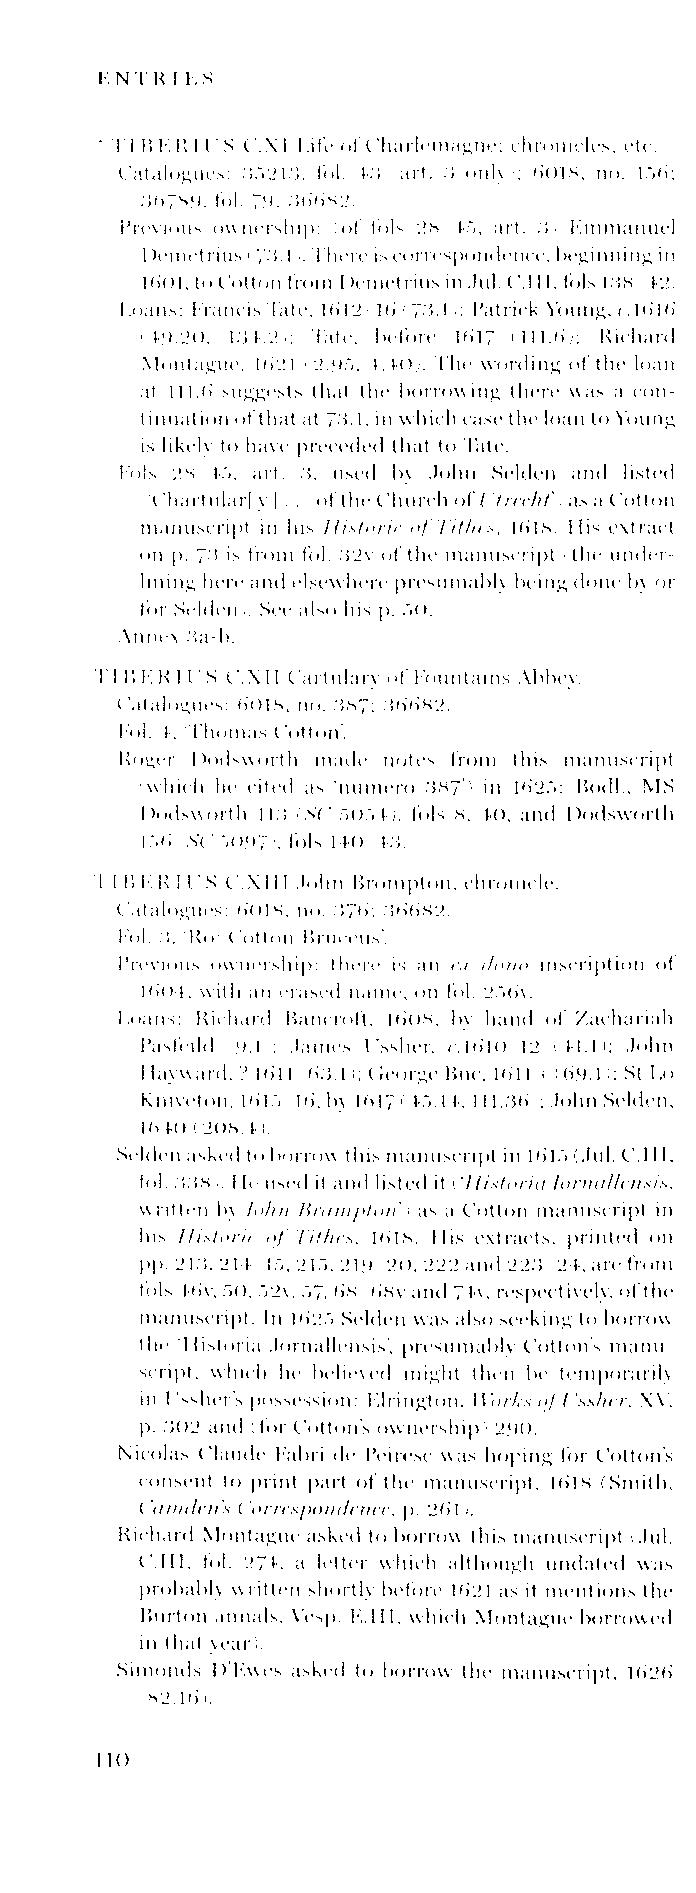 ENTRIES
* TIBERIUS C.XI Life of Charlemagne; chronicles, etc.
Catalogues: 35213, fol. 43 (art. 3 only); 6018, no. 156;
36789, fol. 79; 36682.
Previous ownership: (of fols 28–45, art. 3) Emmanuel
Demetrius (73.1). There is correspondence, beginning in
1601, to Cotton from Demetrius in Jul. C.III, fols 138–42.
Loans: Francis Tate, 1612–16 (73.1); Patrick Young, c.1616
(49.20, 134.2); Tate, before 1617 (111.6); Richard
Montague, 1621 (2.95, 4.40). The wording of the loan
at 111.6 suggests that the borrowing there was a con-
tinuation of that at 73.1, in which case the loan to Young
is likely to have preceded that to Tate.
Fols 28–45, art. 3, used by John Selden and listed
('Chartular[y] . . . of the Church of Utrecht') as a Cotton
manuscript in his Historie of Tithes, 1618. His extract
on p. 73 is from fol. 32v of the manuscript (the under-
lining here and elsewhere presumably being done by or
for Selden). See also his p. 50.
Annex 3a-b.
TIBERIUS C.XII Cartulary of Fountains Abbey.
Catalogues: 6018, no. 387; 36682.
Fol. 4, 'Thomas Cotton'.
Roger Dodsworth made notes from this manuscript
(which he cited as 'numero 387') in 1625: Bodl., MS
Dodsworth 113 (SC 5054), fols 8, 40, and Dodsworth
156 (SC 5097), fols 140–43.
TIBERIUS C.XIII John Brompton, chronicle.
Catalogues: 6018, no. 376; 36682.
Fol. 3, 'Ro: Cotton Bruceus'.
Previous ownership: there is an ex dono inscription of
1604, with an erased name, on fol. 256v.
Loans: Richard Bancroft, 1608, by hand of Zachariah
Pasfeild (9.1); James Ussher, c.1610–12 (41.1); John
Hayward, ?1611 (63.1); George Buc, 1611+ (69.1); St Lo
Kniveton, 1615–16, by 1617 (45.14, 111.36); John Selden,
1640 (208.4).
Selden asked to borrow this manuscript in 1615 (Jul. C.III,
fol. 338). He used it and listed it ('Historia Iornallensis,
written by Iohn Brampton') as a Cotton manuscript in
his Historie of Tithes, 1618. His extracts, printed on
pp. 213, 214–15, 215, 219–20, 222 and 223–24, are from
fols 46v, 50, 52v, 57, 68–68v and 74v, respectively, of the
manuscript. In 1625 Selden was also seeking to borrow
the 'Historia Jornallensis', presumably Cotton's manu-
script, which he believed might then be temporarily
in Ussher's possession: Elrington, Works of Ussher, XV,
p. 302 and (for Cotton's ownership) 290.
Nicolas Claude Fabri de Peiresc was hoping for Cotton's
consent to print part of the manuscript, 1618 (Smith,
Camden's Correspondence, p. 261).
Richard Montague asked to borrow this manuscript (Jul.
C.III, fol. 274, a letter which although undated was
probably written shortly before 1621 as it mentions the
Burton annals, Vesp. E.III, which Montague borrowed
in that year).
Simonds D'Ewes asked to borrow the manuscript, 1626
(82.16).
110